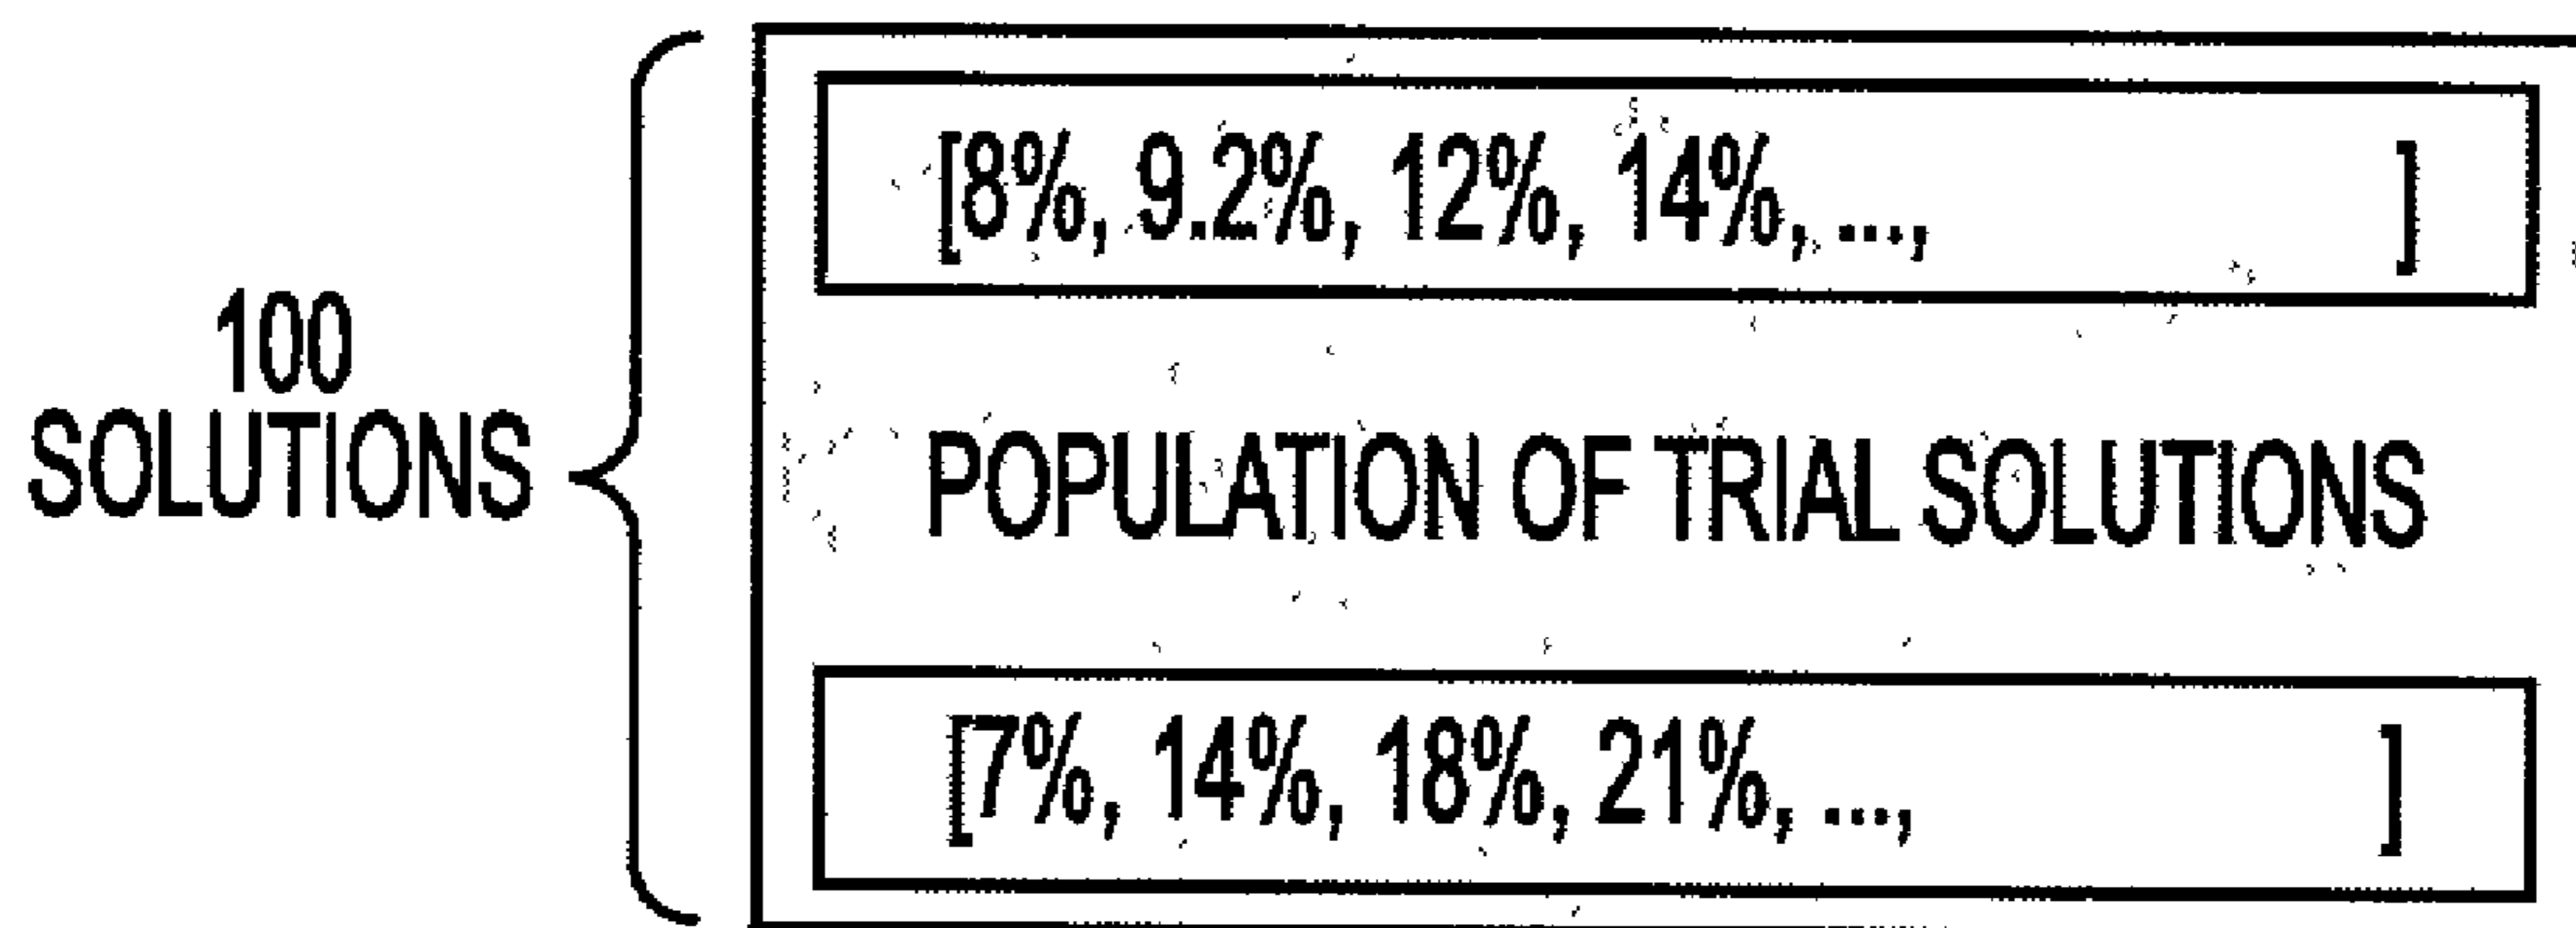 [8%, 9.2%, 12%, 14%, ..., ]
100
SOLUTIONS
POPULATION OF TRIAL SOLUTIONS
[7%, 14%, 18%, 21%, ..., ]